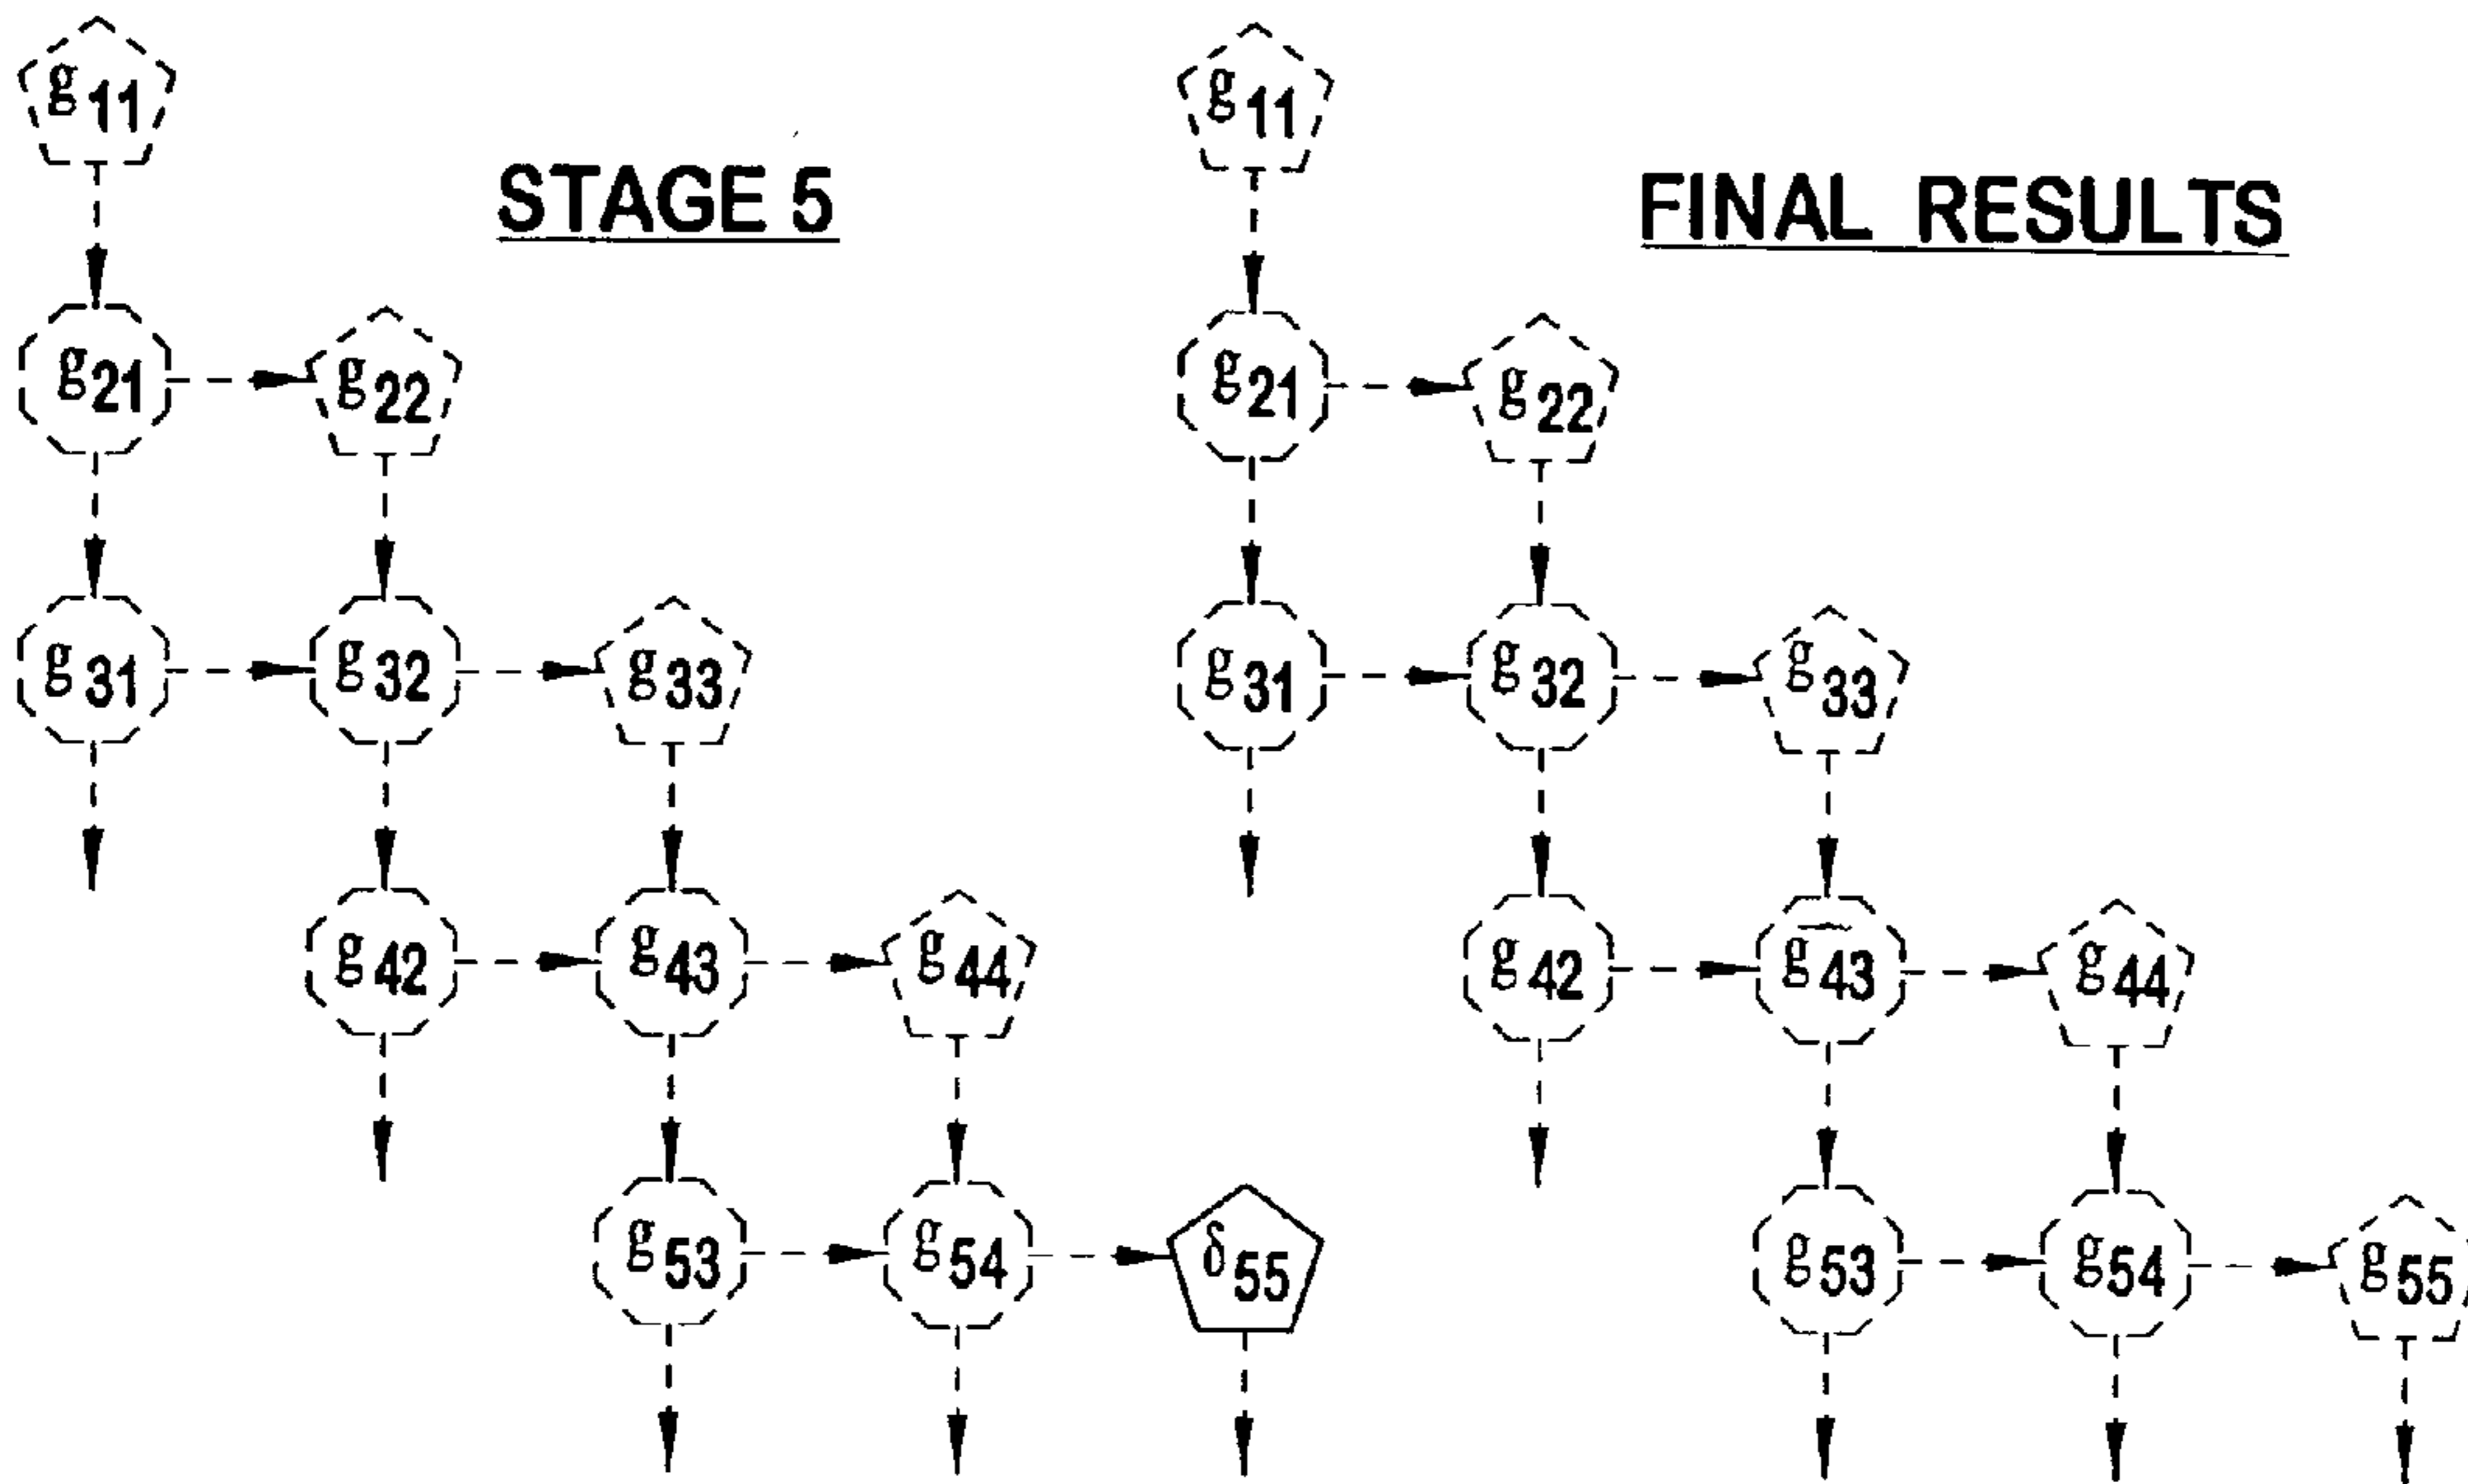 g11
STAGE 5
g21 g22
g31 g32 g33
g42 g43 g44
g53 g54 δ55
g11
FINAL RESULTS
g21 g22
g31 g32 g33
g42 g43 g44
g53 g54 g55